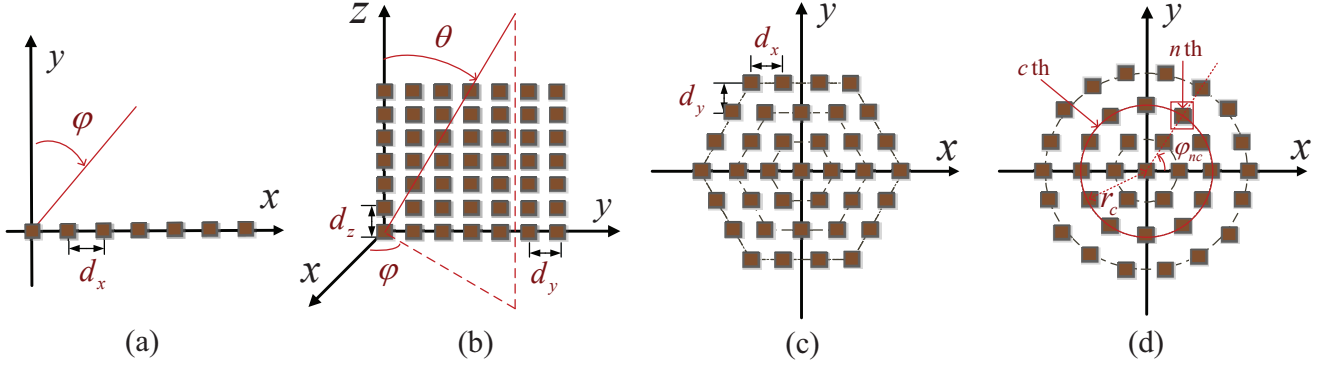 y
φ
x
d_x
(a)
z
θ
d_z
y
x
φ
d_y
(b)
y
d_x
d_y
x
(c)
y
n th
c th
x
φ_nc
r_c
(d)